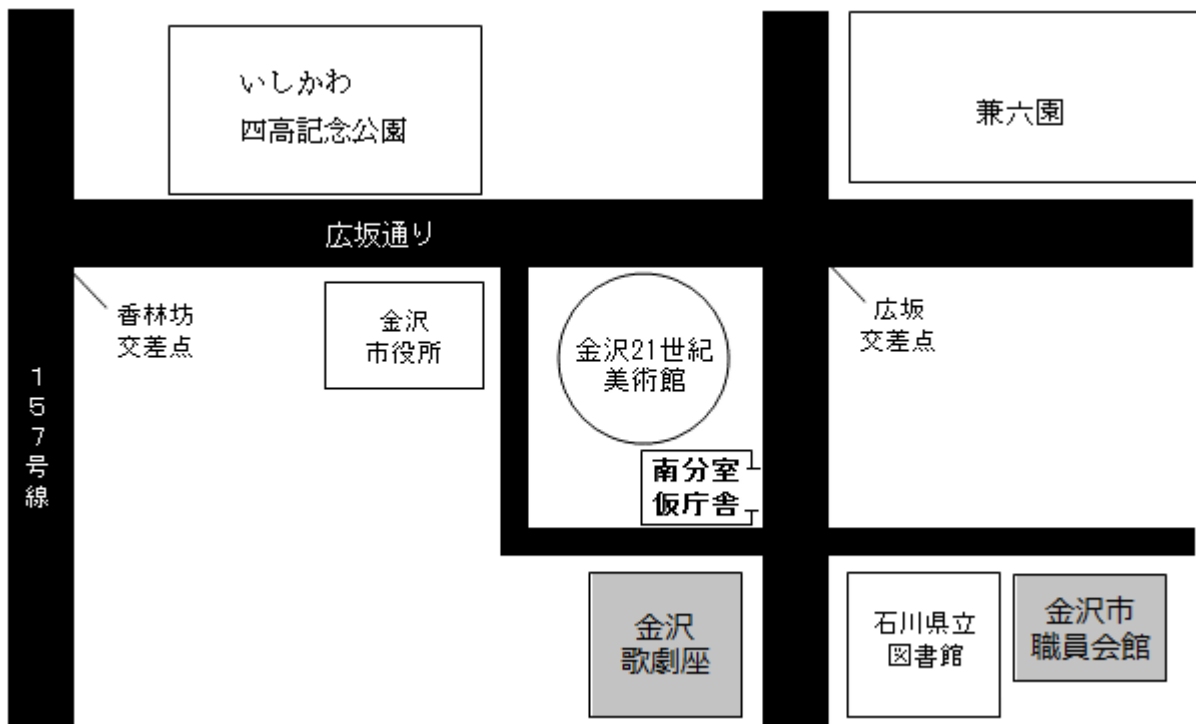 いしかわ
四高記念公園
兼六園
広坂通り
香林坊
交差点
金沢
市役所
金沢21世紀
美術館
広坂
交差点
157号線
南分室
仮庁舎
金沢
歌劇座
石川県立
図書館
金沢市
職員会館